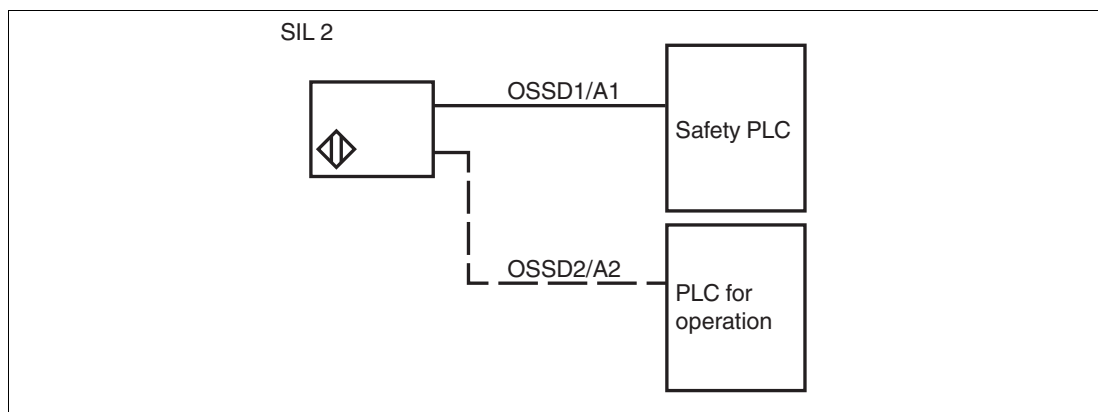 SIL 2
OSSD1/A1
Safety PLC
OSSD2/A2
PLC for
operation